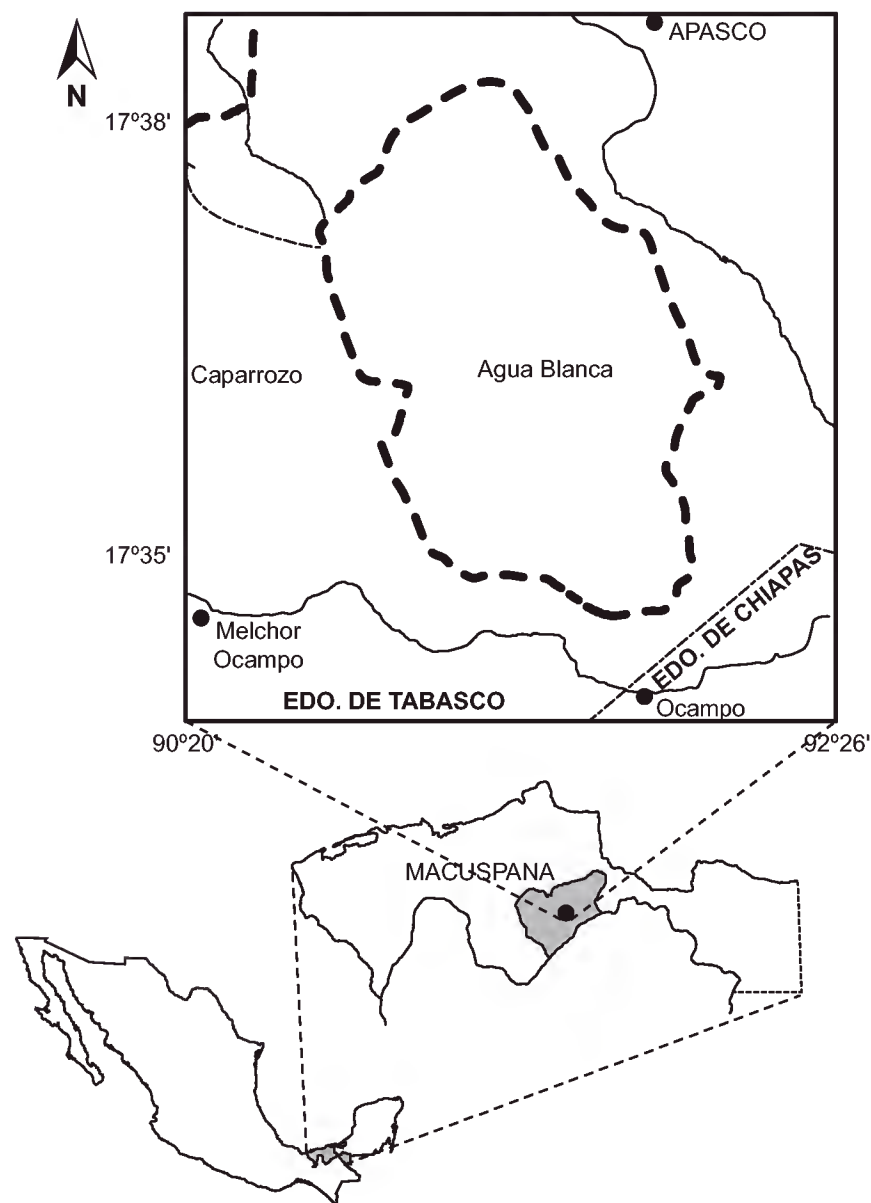 APASCO
N
17º38'
Caparrozo
Agua Blanca
17º35'
EDO. DE CHIAPAS
Melchor
Ocampo
EDO. DE TABASCO
Ocampo
90º20'
92º26'
MACUSPANA